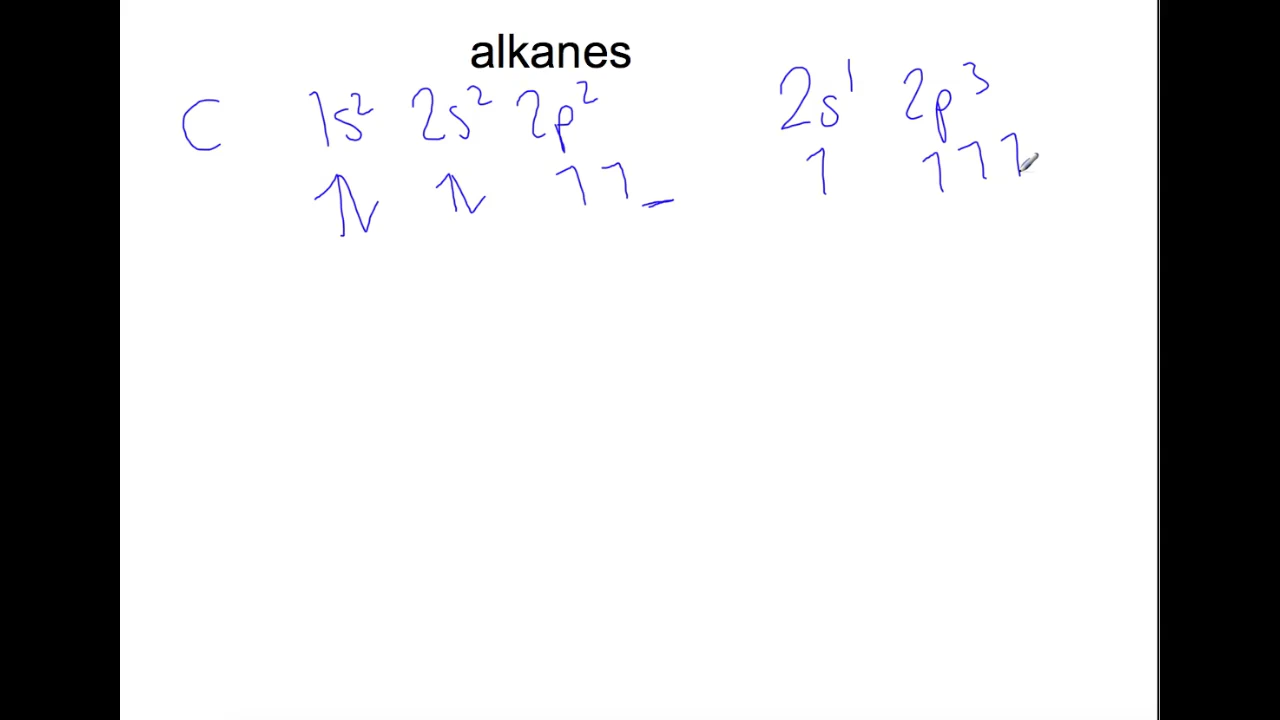 alkanes
C 1s² 2s² 2p² 2s¹ 2p³
↑↓ ↑↓ ↑ ↑ _ ↑ ↑ ↑ ↑